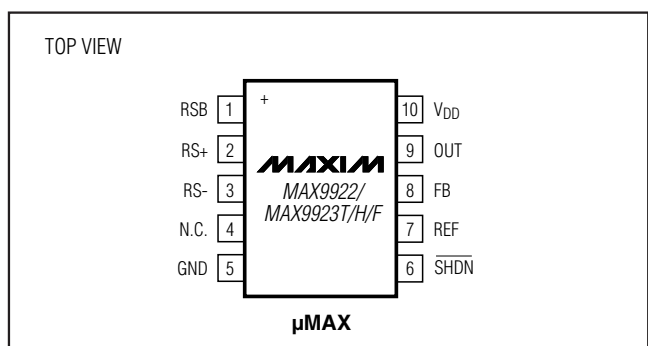 TOP VIEW
RSB 1 + 10 VDD
RS+ 2 9 OUT
MAXIM
RS- 3 MAX9922/ 8 FB
MAX9923T/H/F
N.C. 4 7 REF
GND 5 6 SHDN
µMAX